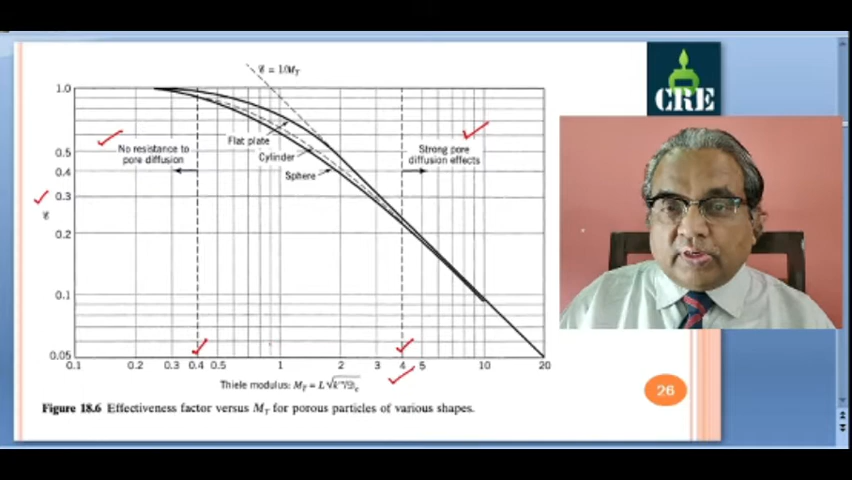 ℰ = 1/M_T
CRE
1.0
0.5
0.4
0.3
ℰ
0.2
0.1
0.05
Flat plate
Cylinder
Sphere
No resistance to
pore diffusion
Strong pore
diffusion effects
0.1 0.2 0.3 0.4 0.5 1 2 3 4 5 10 20
Thiele modulus: M_T = L √k'''/𝒟e
26
Figure 18.6 Effectiveness factor versus M_T for porous particles of various shapes.